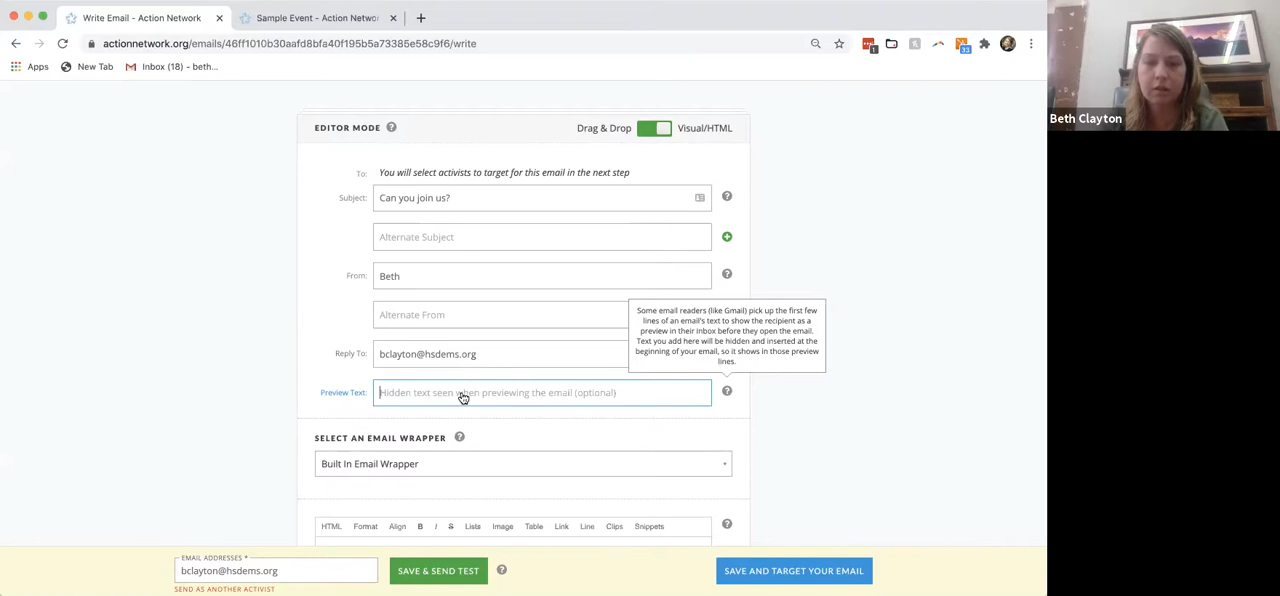 Write Email - Action Network
Sample Event - Action Networ
actionnetwork.org/emails/46ff1010b30aafd8bfa40f195b5a73385e58c9f6/write
1
33
Apps
New Tab
Inbox (18) - beth...
Beth Clayton
EDITOR MODE ?
Drag & Drop
Visual/HTML
To: You will select activists to target for this email in the next step
Subject: Can you join us? ?
Alternate Subject
From: Beth ?
Alternate From
Some email readers (like Gmail) pick up the first few
lines of an email's text to show the recipient as a
preview in their inbox before they open the email.
Text you add here will be hidden and inserted at the
beginning of your email, so it shows in those preview
lines.
Reply To: bclayton@hsdems.org
Preview Text: Hidden text seen when previewing the email (optional) ?
SELECT AN EMAIL WRAPPER ?
Built In Email Wrapper
HTML Format Align B I S Lists Image Table Link Line Clips Snippets ?
EMAIL ADDRESSES *
bclayton@hsdems.org
SAVE & SEND TEST ?
SAVE AND TARGET YOUR EMAIL
SEND AS ANOTHER ACTIVIST